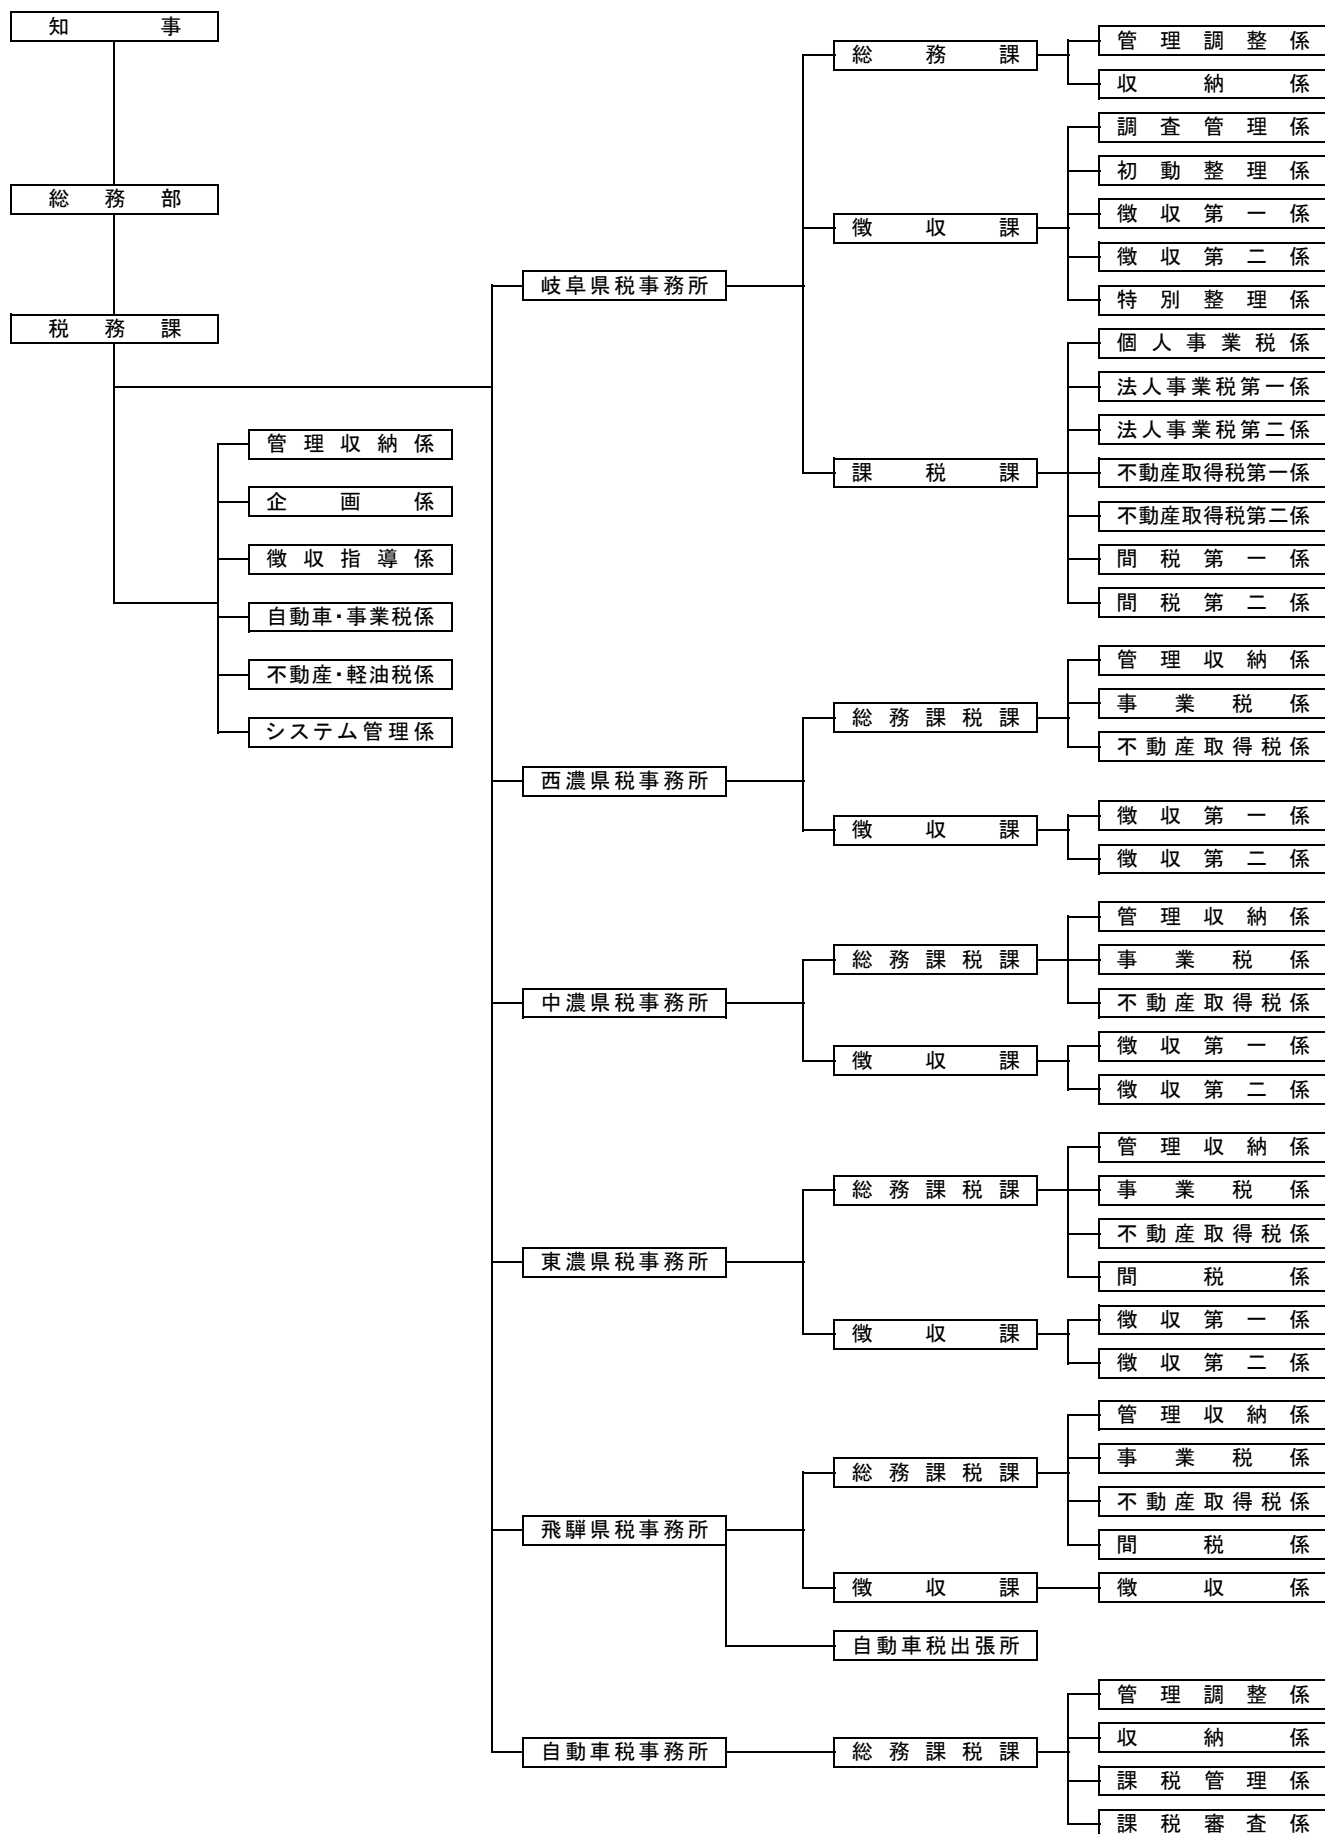 知事
総務部
税務課
管理収納係
企画係
徴収指導係
自動車・事業税係
不動産・軽油税係
システム管理係
岐阜県税事務所
総務課
管理調整係
収納係
徴収課
調査管理係
初動整理係
徴収第一係
徴収第二係
特別整理係
課税課
個人事業税係
法人事業税第一係
法人事業税第二係
不動産取得税第一係
不動産取得税第二係
間税第一係
間税第二係
西濃県税事務所
総務課税課
管理収納係
事業税係
不動産取得税係
徴収課
徴収第一係
徴収第二係
中濃県税事務所
総務課税課
管理収納係
事業税係
不動産取得税係
徴収課
徴収第一係
徴収第二係
東濃県税事務所
総務課税課
管理収納係
事業税係
不動産取得税係
間税係
徴収課
徴収第一係
徴収第二係
飛騨県税事務所
総務課税課
管理収納係
事業税係
不動産取得税係
間税係
徴収課
徴収係
自動車税出張所
自動車税事務所
総務課税課
管理調整係
収納係
課税管理係
課税審査係